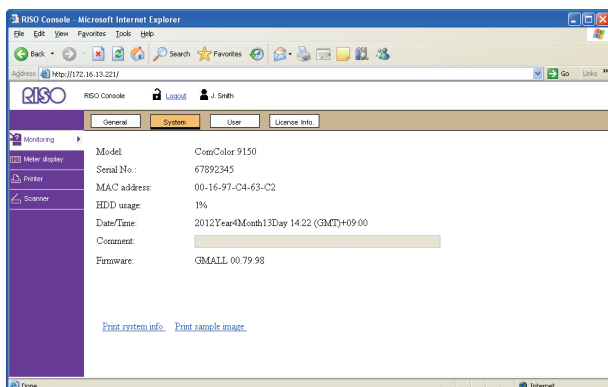 RISO Console - Microsoft Internet Explorer
File Edit View Favorites Tools Help
Back Search Favorites
Address http://172.16.13.221/ Go Links »
RISO RISO Console Logout J. Smith
General System User License Info.
Monitoring
Meter display
Printer
Scanner
Model: ComColor 9150
Serial No.: 67892345
MAC address: 00-16-97-C4-63-C2
HDD usage: 1%
Date/Time: 2012Year4Month13Day 14:22 (GMT)+09:00
Comment:
Firmware: GMALL 00.79.98
Print system info Print sample image
Done Internet